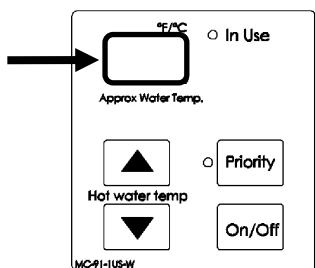 °F/°C
In Use
Approx Water Temp.
Priority
Hot water temp
On/Off
MC-91-1US-W